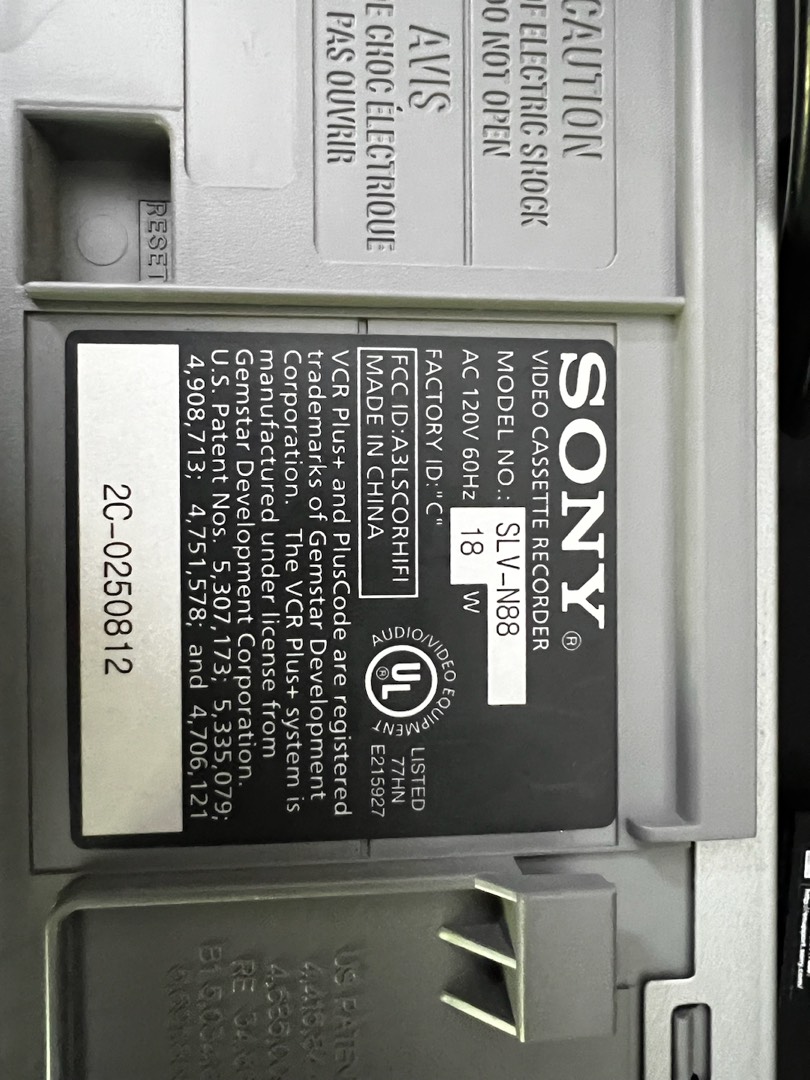 CAUTION
ELECTRIC SHOCK
DO NOT OPEN
AVIS
CHOC ÉLECTRIQUE
PAS OUVRIR
RESET
SONY®
VIDEO CASSETTE RECORDER
MODEL NO.: SLV-N88
AC 120V 60Hz 18 W
FACTORY ID:"C"
FCC ID:A3LSCORHIFI
MADE IN CHINA
AUDIO/VIDEO EQUIPMENT
UL®
LISTED
77HN
E215927
VCR Plus+ and PlusCode are registered
trademarks of Gemstar Development
Corporation. The VCR Plus+ system is
manufactured under license from
Gemstar Development Corporation.
U.S. Patent Nos. 5,307,173; 5,335,079;
4,908,713; 4,751,578; and 4,706,121
2C-0250812
US